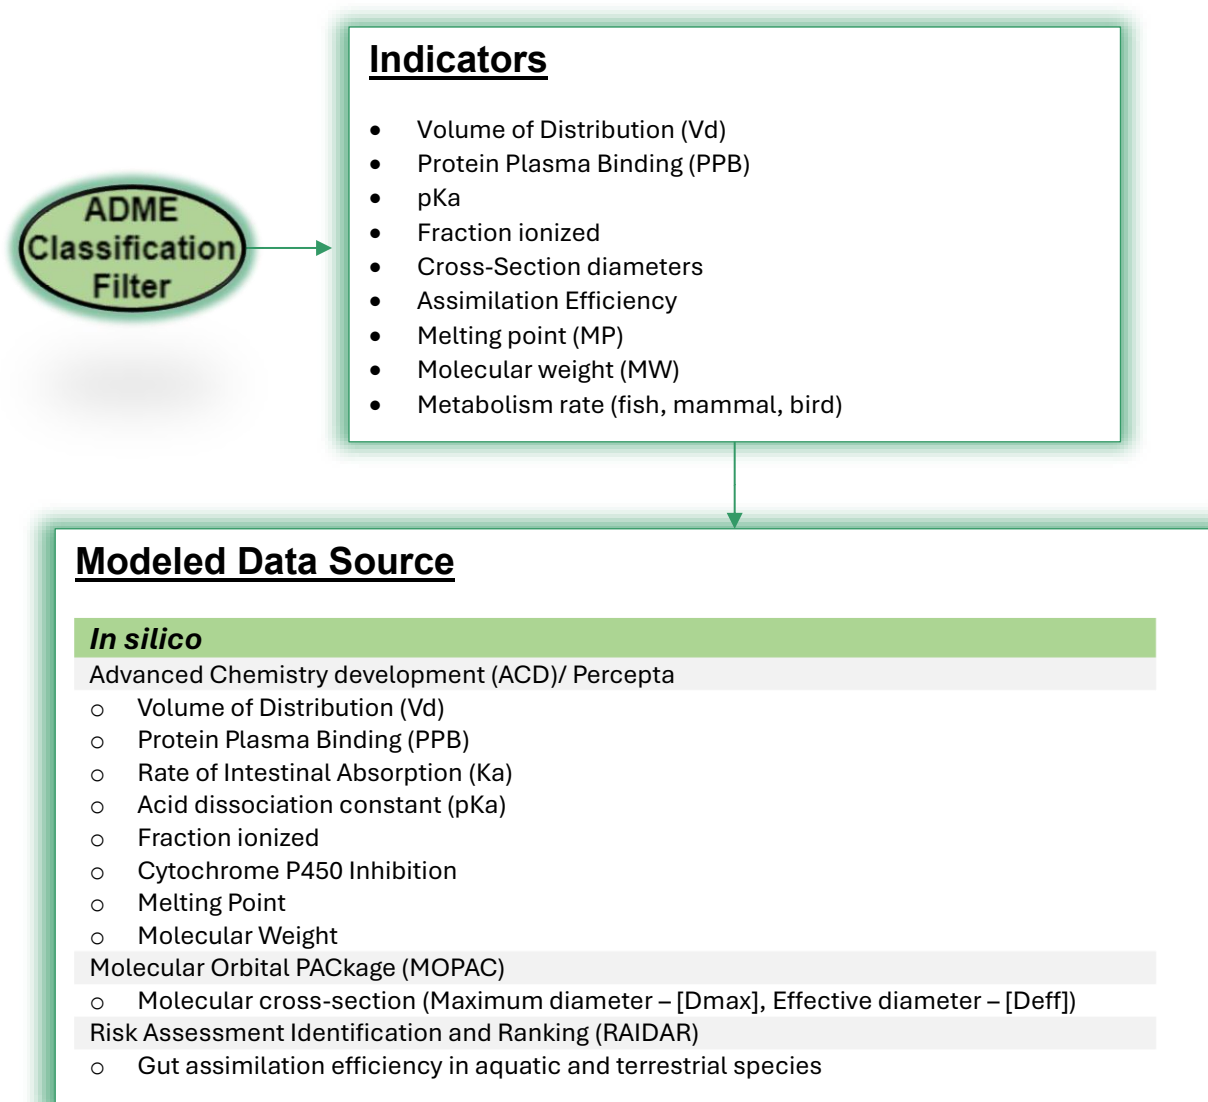 Indicators
• Volume of Distribution (Vd)
• Protein Plasma Binding (PPB)
• pKa
• Fraction ionized
• Cross-Section diameters
• Assimilation Efficiency
• Melting point (MP)
• Molecular weight (MW)
• Metabolism rate (fish, mammal, bird)
ADME
Classification
Filter
Modeled Data Source
In silico
Advanced Chemistry development (ACD)/ Percepta
o Volume of Distribution (Vd)
o Protein Plasma Binding (PPB)
o Rate of Intestinal Absorption (Ka)
o Acid dissociation constant (pKa)
o Fraction ionized
o Cytochrome P450 Inhibition
o Melting Point
o Molecular Weight
Molecular Orbital PACkage (MOPAC)
o Molecular cross-section (Maximum diameter – [Dmax], Effective diameter – [Deff])
Risk Assessment Identification and Ranking (RAIDAR)
o Gut assimilation efficiency in aquatic and terrestrial species